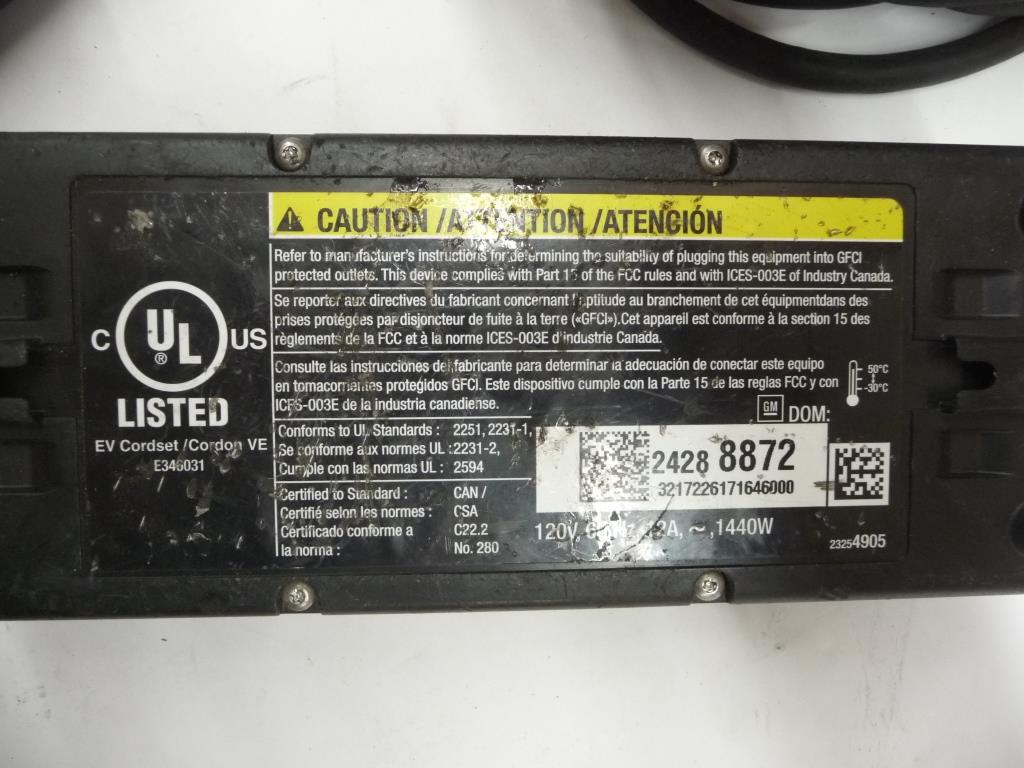 CAUTION /ATTENTION /ATENCIÓN
Refer to manufacturer's instructions for determining the suitability of plugging this equipment into GFCI
protected outlets. This device complies with Part 15 of the FCC rules and with ICES-003E of Industry Canada.
Se reporter aux directives du fabricant concernant l'aptitude au branchement de cet équipmentdans des
prises protégées par disjoncteur de fuite à la terre («GFCI»).Cet appareil est conforme à la section 15 des
règlements de la FCC et à la norme ICES-003E d'industrie Canada.
Consulte las instrucciones del fabricante para determinar la adecuación de conectar este equipo
en tomacorriantes protegidos GFCI. Este dispositivo cumple con la Parte 15 de las reglas FCC y con
ICES-003E de la industria canadiense.
50°C
-30°C
C UL US
®
LISTED
EV Cordset /Cordon VE
E346031
GM DOM:
Conforms to UL Standards : 2251, 2231-1,
Se conforme aux normes UL :2231-2,
Cumple con las normas UL : 2594
Certified to Standard : CAN /
Certifié selon les normes : CSA
Certificado conforme a C22.2
la norma : No. 280
2428 8872
3217226171646000
120V, ~ ,1440W
23254905